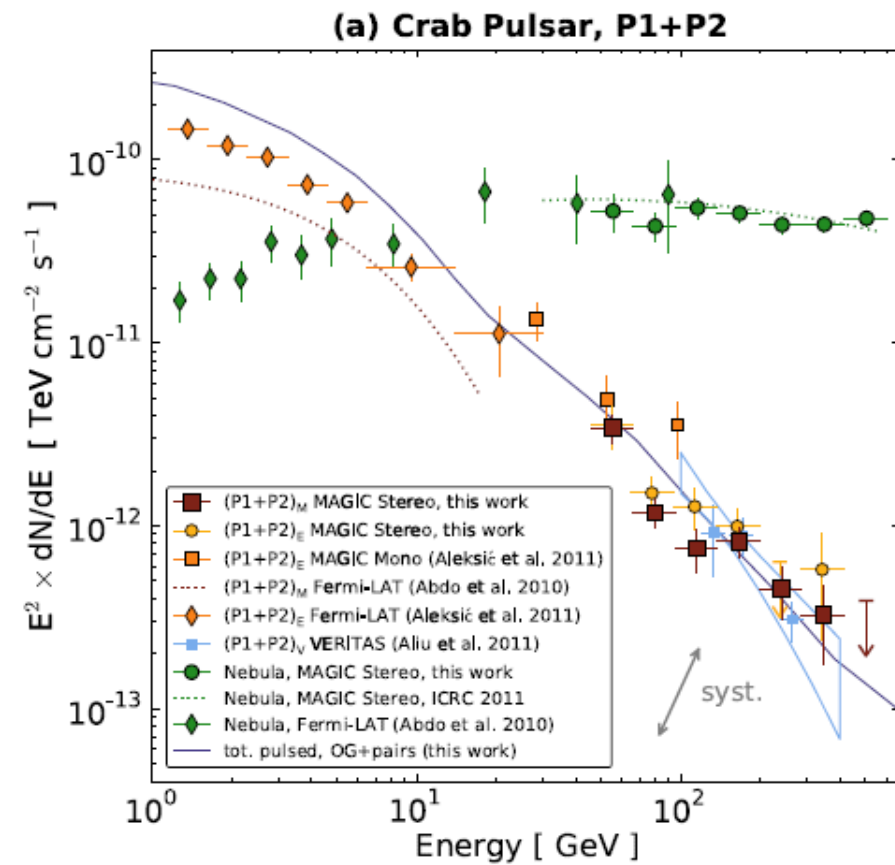 (a) Crab Pulsar, P1+P2
E² × dN/dE [ TeV cm⁻² s⁻¹ ]
10⁻¹⁰
10⁻¹¹
10⁻¹²
10⁻¹³
(P1+P2)M MAGIC Stereo, this work
(P1+P2)E MAGIC Stereo, this work
(P1+P2)E MAGIC Mono (Aleksić et al. 2011)
(P1+P2)M Fermi-LAT (Abdo et al. 2010)
(P1+P2)E Fermi-LAT (Aleksić et al. 2011)
(P1+P2)V VERITAS (Aliu et al. 2011)
Nebula, MAGIC Stereo, this work
Nebula, MAGIC Stereo, ICRC 2011
Nebula, Fermi-LAT (Abdo et al. 2010)
tot. pulsed, OG+pairs (this work)
syst.
10⁰ 10¹ 10²
Energy [ GeV ]